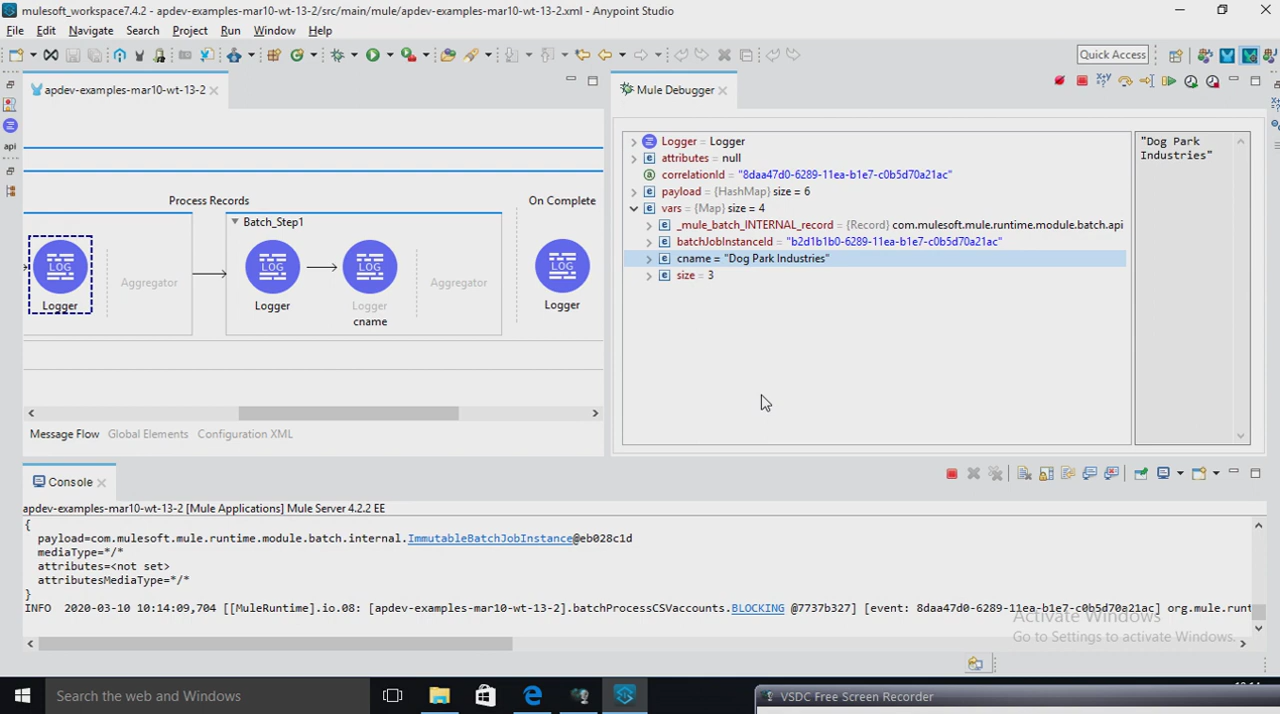 mulesoft_workspace7.4.2 - apdev-examples-mar10-wt-13-2/src/main/mule/apdev-examples-mar10-wt-13-2.xml - Anypoint Studio
File Edit Navigate Search Project Run Window Help
Quick Access
apdev-examples-mar10-wt-13-2
Mule Debugger
api
Logger = Logger
attributes = null
correlationId = "8daa47d0-6289-11ea-b1e7-c0b5d70a21ac"
payload = {HashMap} size = 6
vars = {Map} size = 4
_mule_batch_INTERNAL_record = {Record} com.mulesoft.mule.runtime.module.batch.api
batchJobInstanceId = "b2d1b1b0-6289-11ea-b1e7-c0b5d70a21ac"
cname = "Dog Park Industries"
size = 3
"Dog Park
Industries"
Process Records
On Complete
Batch_Step1
LOG
LOG
LOG
LOG
Aggregator
Aggregator
Logger
Logger
Logger
Logger
cname
Message Flow Global Elements Configuration XML
Console
apdev-examples-mar10-wt-13-2 [Mule Applications] Mule Server 4.2.2 EE
{
payload=com.mulesoft.mule.runtime.module.batch.internal.ImmutableBatchJobInstance@eb028c1d
mediaType=*/*
attributes=<not set>
attributesMediaType=*/*
}
INFO 2020-03-10 10:14:09,704 [[MuleRuntime].io.08: [apdev-examples-mar10-wt-13-2].batchProcessCSVaccounts.BLOCKING @7737b327] [event: 8daa47d0-6289-11ea-b1e7-c0b5d70a21ac] org.mule.runt
Activate Windows
Go to Settings to activate Windows.
Search the web and Windows
VSDC Free Screen Recorder